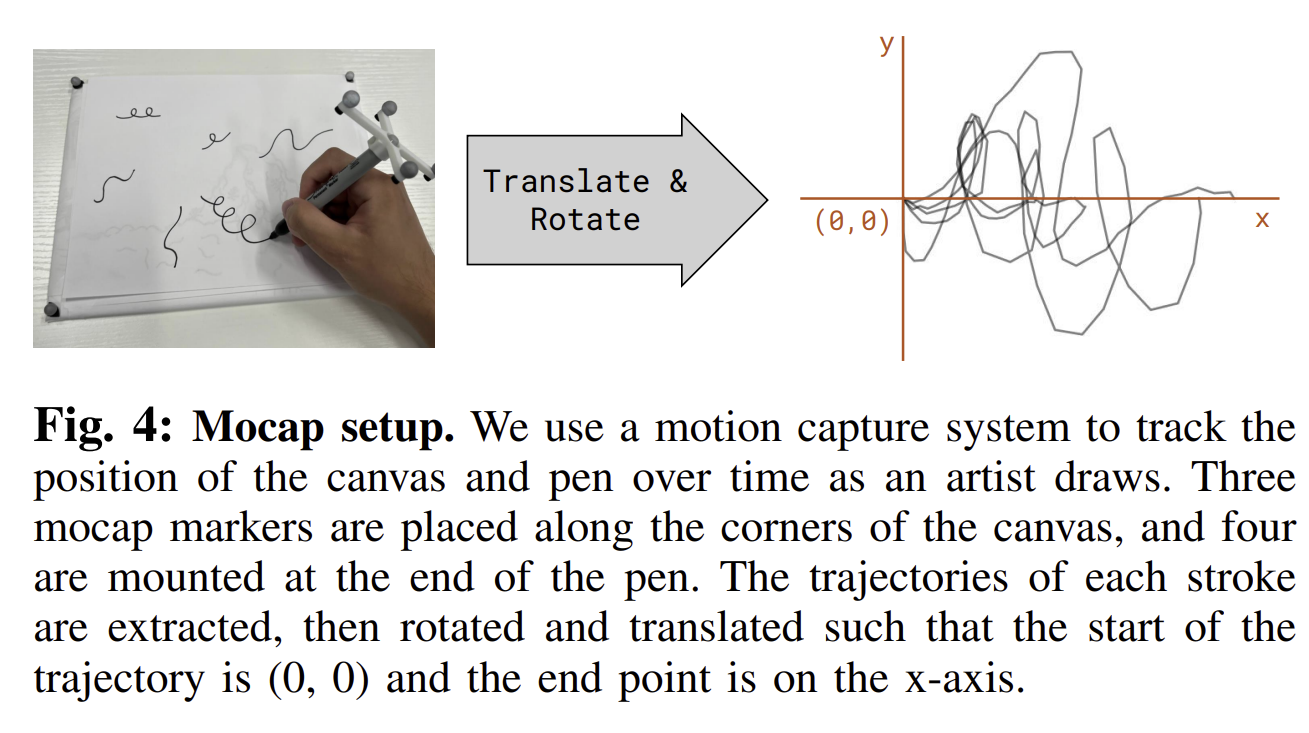 y
Translate &
Rotate
(0,0)
x
Fig. 4: Mocap setup. We use a motion capture system to track the
position of the canvas and pen over time as an artist draws. Three
mocap markers are placed along the corners of the canvas, and four
are mounted at the end of the pen. The trajectories of each stroke
are extracted, then rotated and translated such that the start of the
trajectory is (0, 0) and the end point is on the x-axis.